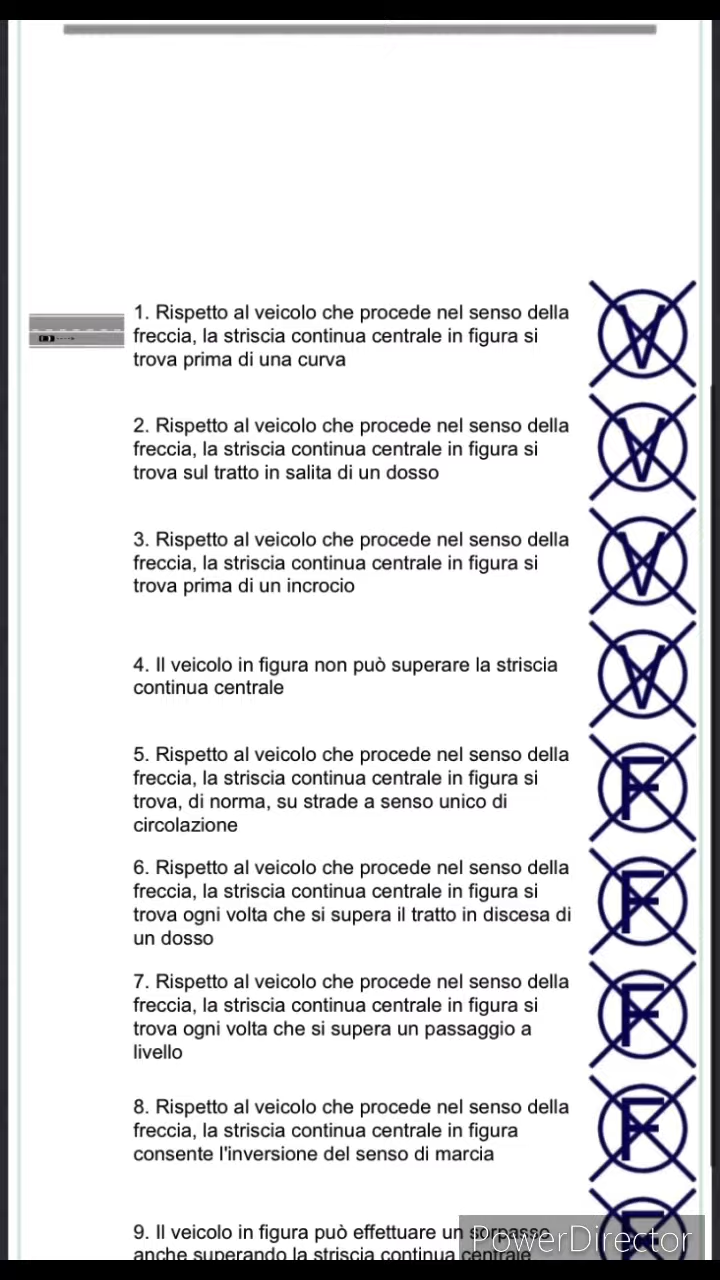 1. Rispetto al veicolo che procede nel senso della
freccia, la striscia continua centrale in figura si
trova prima di una curva
V
2. Rispetto al veicolo che procede nel senso della
freccia, la striscia continua centrale in figura si
trova sul tratto in salita di un dosso
V
3. Rispetto al veicolo che procede nel senso della
freccia, la striscia continua centrale in figura si
trova prima di un incrocio
V
4. Il veicolo in figura non può superare la striscia
continua centrale
V
5. Rispetto al veicolo che procede nel senso della
freccia, la striscia continua centrale in figura si
trova, di norma, su strade a senso unico di
circolazione
F
6. Rispetto al veicolo che procede nel senso della
freccia, la striscia continua centrale in figura si
trova ogni volta che si supera il tratto in discesa di
un dosso
F
7. Rispetto al veicolo che procede nel senso della
freccia, la striscia continua centrale in figura si
trova ogni volta che si supera un passaggio a
livello
F
8. Rispetto al veicolo che procede nel senso della
freccia, la striscia continua centrale in figura
consente l'inversione del senso di marcia
F
9. Il veicolo in figura può effettuare un sorpasso
anche superando la striscia continua centrale
F
PowerDirector